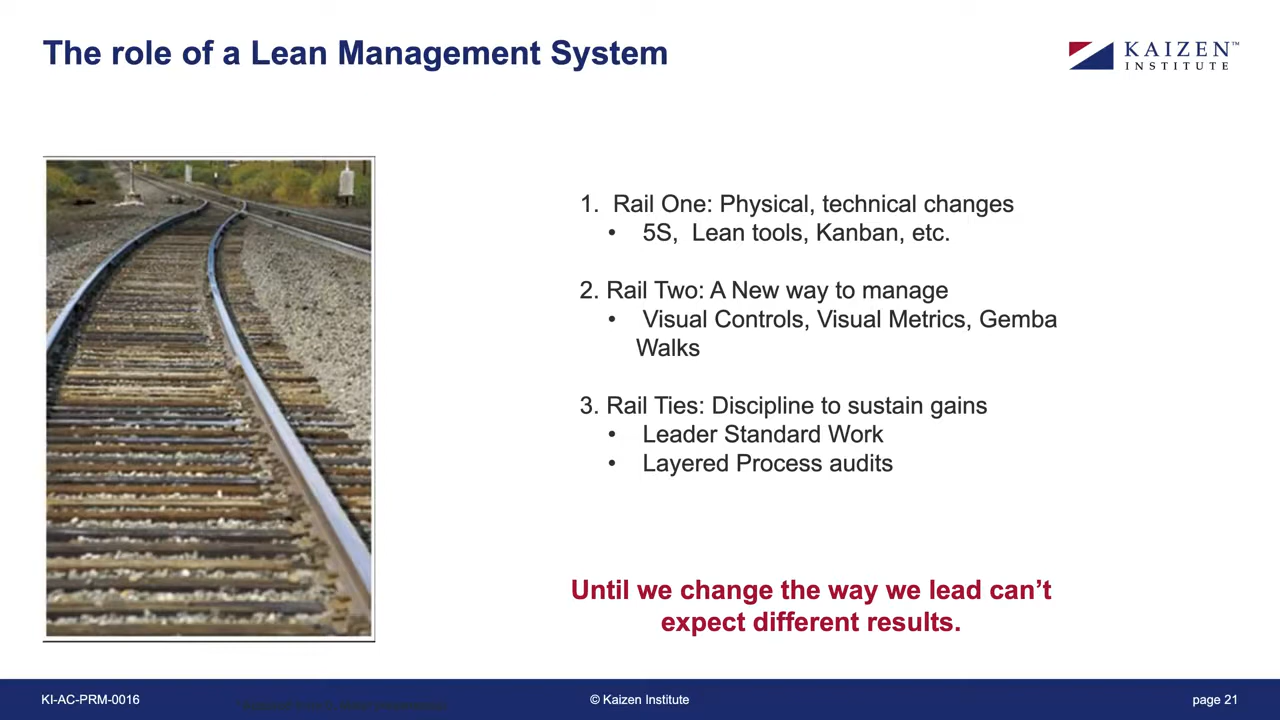 The role of a Lean Management System
KAIZEN™
INSTITUTE
1. Rail One: Physical, technical changes
• 5S, Lean tools, Kanban, etc.
2. Rail Two: A New way to manage
• Visual Controls, Visual Metrics, Gemba
Walks
3. Rail Ties: Discipline to sustain gains
• Leader Standard Work
• Layered Process audits
Until we change the way we lead can’t
expect different results.
KI-AC-PRM-0016
© Kaizen Institute
page 21